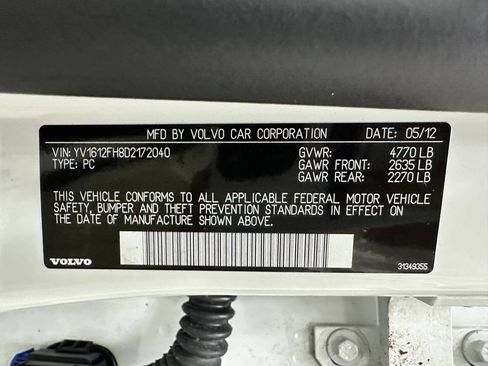 MFD BY VOLVO CAR CORPORATION DATE: 05/12
VIN: YV1612FH8D2172040 GVWR: 4770 LB
TYPE: PC GAWR FRONT: 2635 LB
GAWR REAR: 2270 LB
THIS VEHICLE CONFORMS TO ALL APPLICABLE FEDERAL MOTOR VEHICLE
SAFETY, BUMPER AND THEFT PREVENTION STANDARDS IN EFFECT ON THE
DATE OF MANUFACTURE SHOWN ABOVE.
VOLVO 31349355